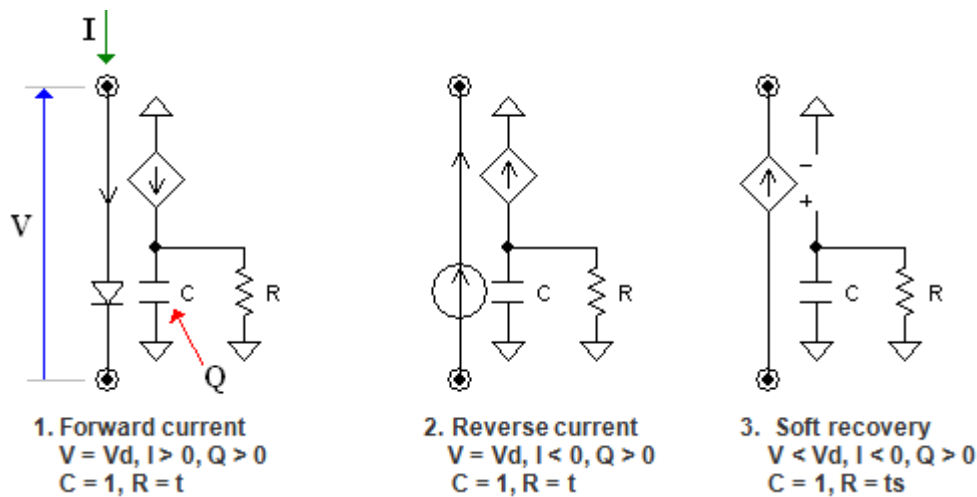 I
V
C
R
Q
C
R
−
+
C
R
1. Forward current
V = Vd, I > 0, Q > 0
C = 1, R = t
2. Reverse current
V = Vd, I < 0, Q > 0
C = 1, R = t
3. Soft recovery
V < Vd, I < 0, Q > 0
C = 1, R = ts